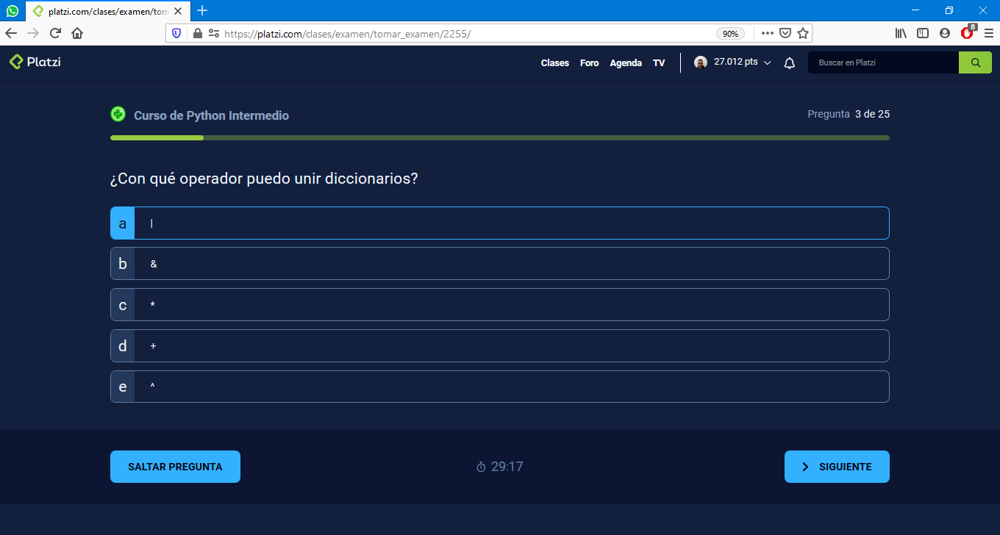 platzi.com/clases/examen/tom
https://platzi.com/clases/examen/tomar_examen/2255/
90%
8
Platzi
Clases Foro Agenda TV
27.012 pts
Buscar en Platzi
Curso de Python Intermedio
Pregunta 3 de 25
¿Con qué operador puedo unir diccionarios?
a |
b &
c *
d +
e ^
SALTAR PREGUNTA
29:17
SIGUIENTE